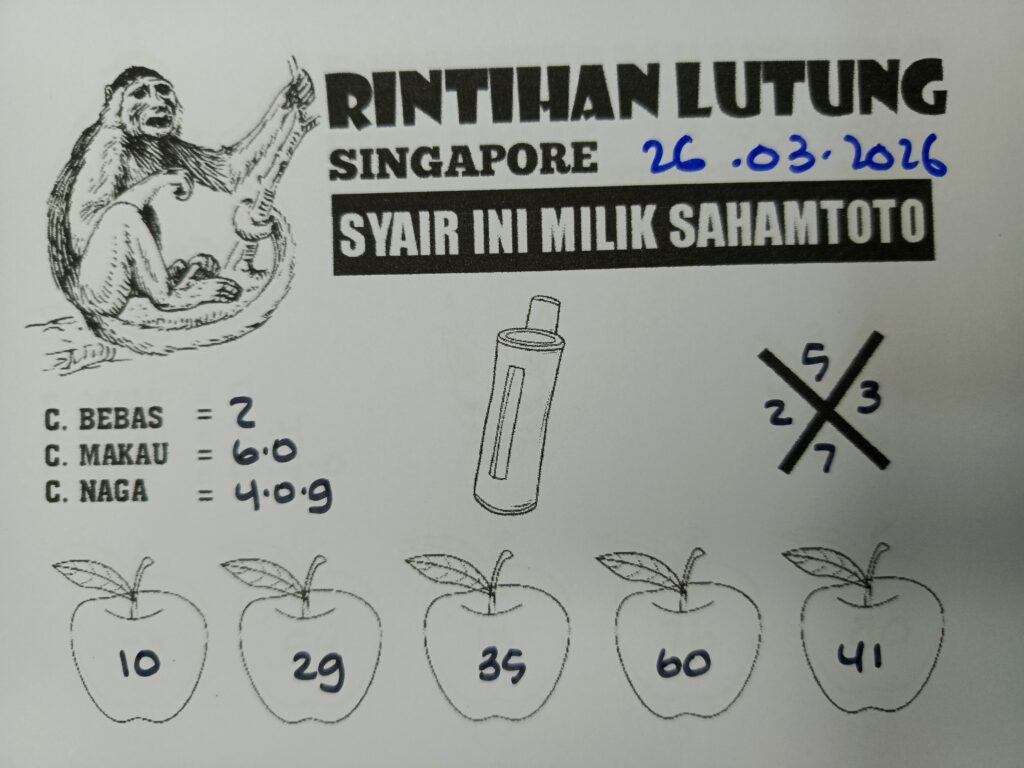 RINTIHAN LUTUNG
SINGAPORE 26.03.2026
SYAIR INI MILIK SAHAMTOTO
5
2 3
7
C. BEBAS = 2
C. MAKAU = 6.0
C. NAGA = 4.0.9
10 29 35 60 41